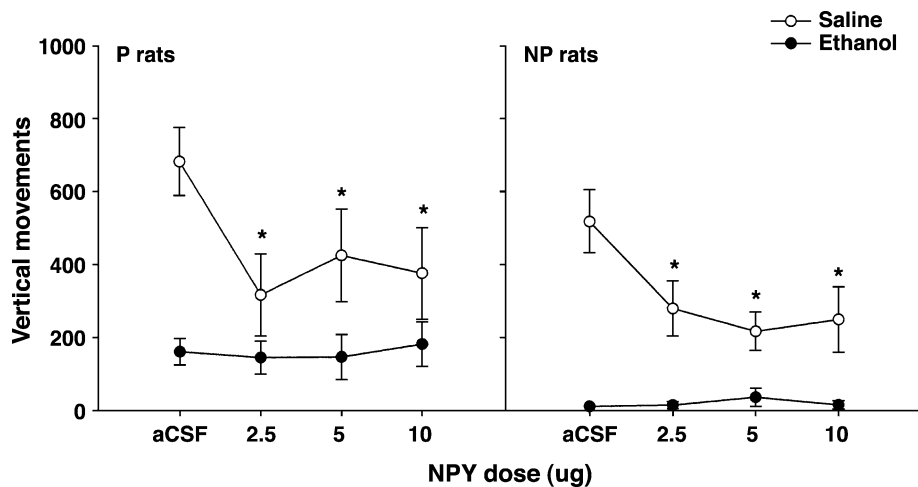 Saline
Ethanol
P rats
NP rats
Vertical movements
1000
800
600
400
200
0
*
*
*
*
*
*
aCSF 2.5 5 10
aCSF 2.5 5 10
NPY dose (ug)